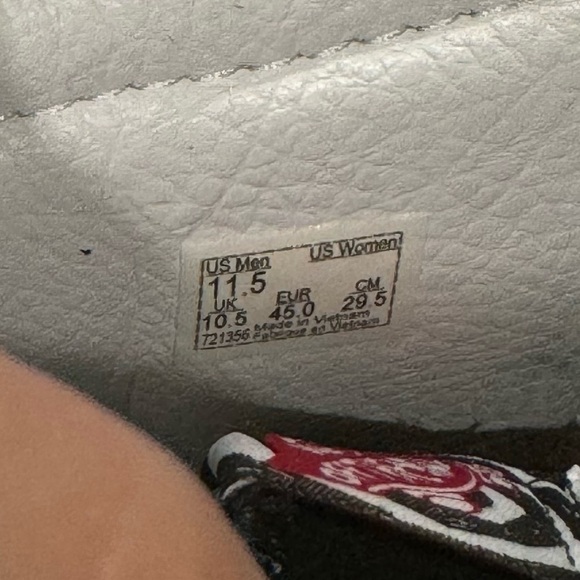 US Men US Women
11.5
UK EUR CM
10.5 45.0 29.5
721356 Made in Vietnam
Fabriqué en Vietnam